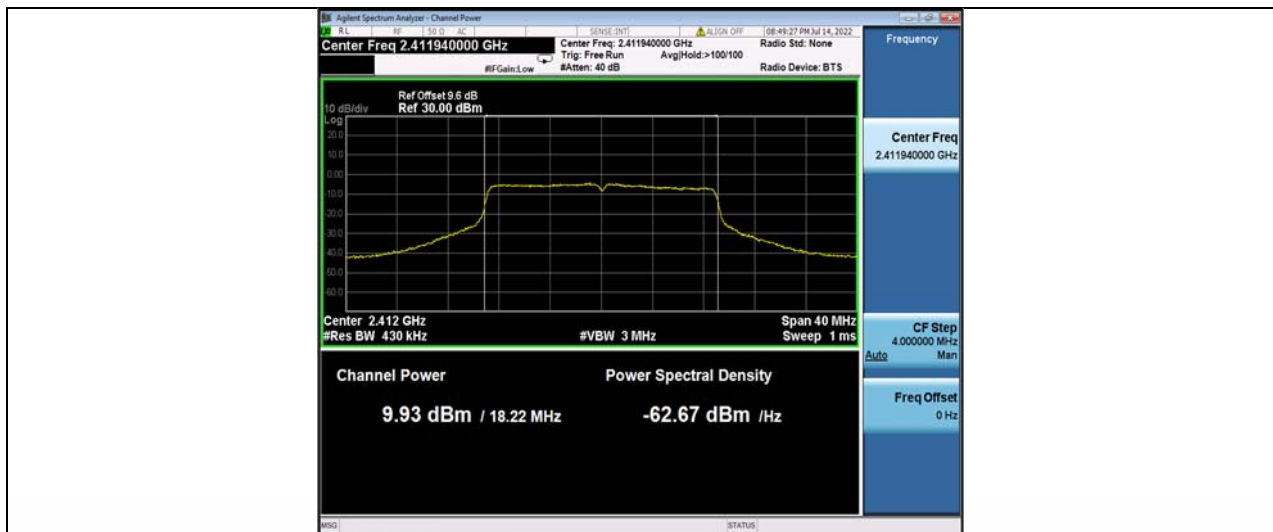 Agilent Spectrum Analyzer - Channel Power
RL RF 50 Ω AC SENSE:INT ALIGN OFF 08:49:27 PM Jul 14, 2022
Center Freq 2.411940000 GHz
Center Freq: 2.411940000 GHz Radio Std: None
Trig: Free Run Avg|Hold:>100/100
#IFGain:Low #Atten: 40 dB Radio Device: BTS
Frequency
Ref Offset 9.6 dB
10 dB/div Ref 30.00 dBm
Log
20.0
10.0
0.00
-10.0
-20.0
-30.0
-40.0
-50.0
-60.0
Center 2.412 GHz Span 40 MHz
#Res BW 430 kHz #VBW 3 MHz Sweep 1 ms
Center Freq
2.411940000 GHz
CF Step
4.000000 MHz
Auto Man
Freq Offset
0 Hz
Channel Power Power Spectral Density
9.93 dBm / 18.22 MHz -62.67 dBm /Hz
MSG STATUS